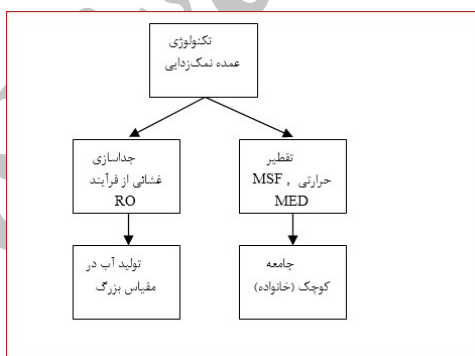 تکنولوژی
عمده نمک‌زدایی
تقطیر
حرارتی MSF ,
MED
جداسازی
غشائی از فرآیند
RO
جامعه
کوچک (خانواده)
تولید آب در
مقیاس بزرگ